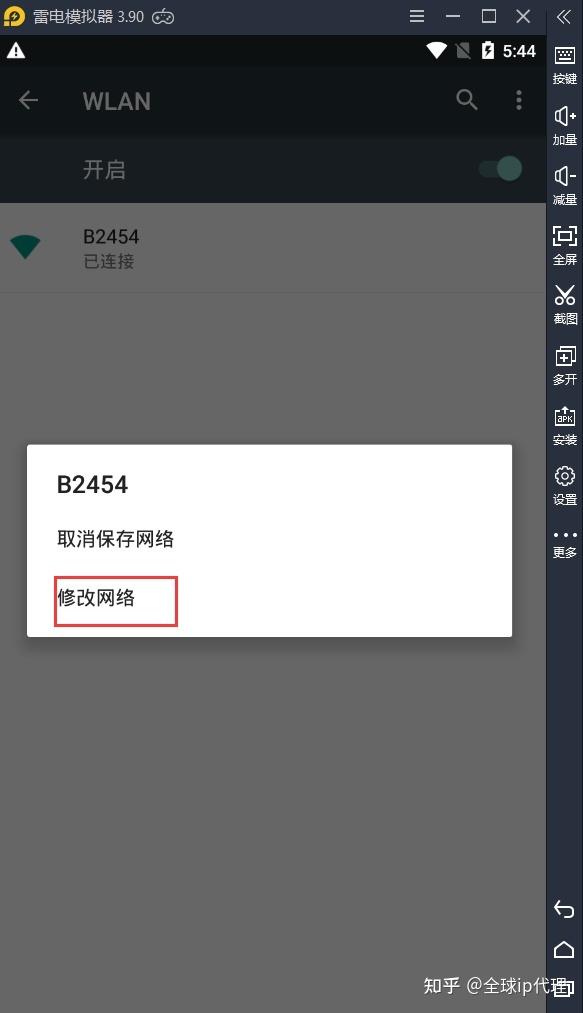 雷电模拟器 3.90
5:44
WLAN
开启
B2454
已连接
B2454
取消保存网络
修改网络
按键
加量
减量
全屏
截图
多开
APK
安装
设置
更多
知乎 @全球ip代理